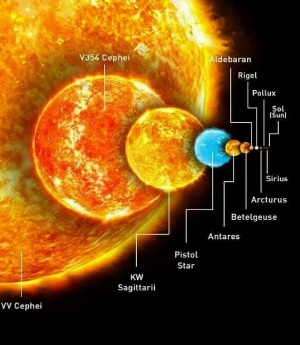 V354 Cephei
Aldebaran
Rigel
Pollux
Sol
(Sun)
Sirius
Arcturus
Betelgeuse
Antares
Pistol
Star
KW
Sagittarii
VV Cephei